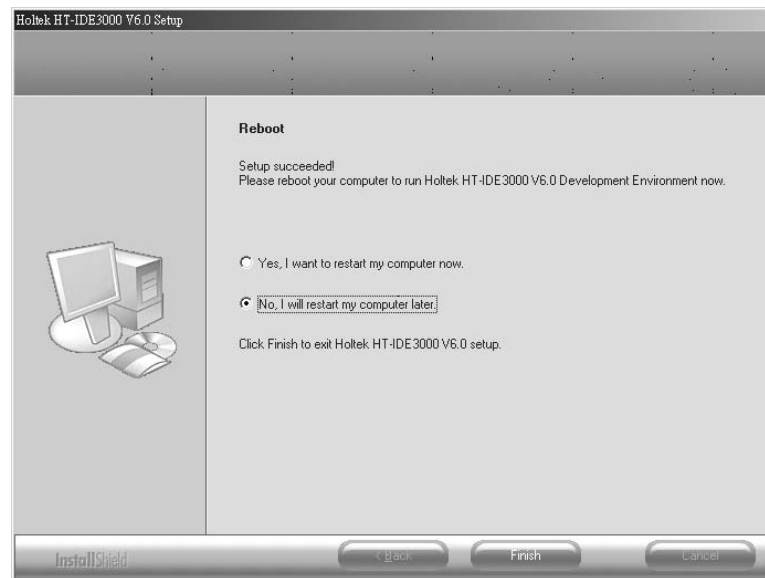 Holtek HT-IDE3000 V6.0 Setup
Reboot
Setup succeeded!
Please reboot your computer to run Holtek HT-IDE3000 V6.0 Development Environment now.
Yes, I want to restart my computer now.
No, I will restart my computer later.
Click Finish to exit Holtek HT-IDE3000 V6.0 setup.
InstallShield
< Back
Finish
Cancel